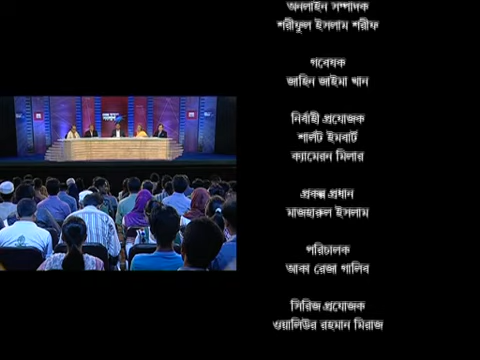 অনলাইন সম্পাদক
শরীফুল ইসলাম শরীফ
গবেষক
জাহিন জাইমা খান
নির্বাহী প্রযোজক
শার্লট ইমবার্ট
ক্যামেরন মিলার
প্রকল্প প্রধান
মাজহারুল ইসলাম
পরিচালক
আকা রেজা গালিব
সিরিজ প্রযোজক
ওয়ালিউর রহমান মিরাজ